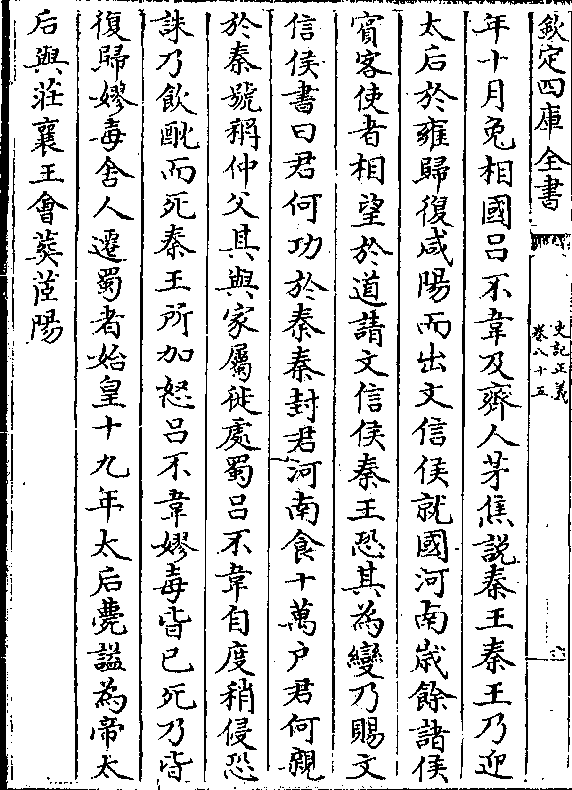 欽定四庫全書
史記正義
卷八十五
年十月免相國呂不韋及齊人茅焦説秦王秦王乃迎
太后於雍歸復咸陽而出文信侯就國河南歲餘諸侯
賔客使者相望於道請文信侯秦王恐其為變乃賜文
信侯書曰君何功於秦秦封君河南食十萬户君何親
於秦號稱仲父其與家屬徙處蜀吕不韋自度稍侵恐
誅乃飲酖而死秦王所加怒吕不韋嫪毐皆已死乃皆
復歸嫪毐舍人遷蜀者始皇十九年太后薨諡為帝太
后與莊襄王會葬茝陽